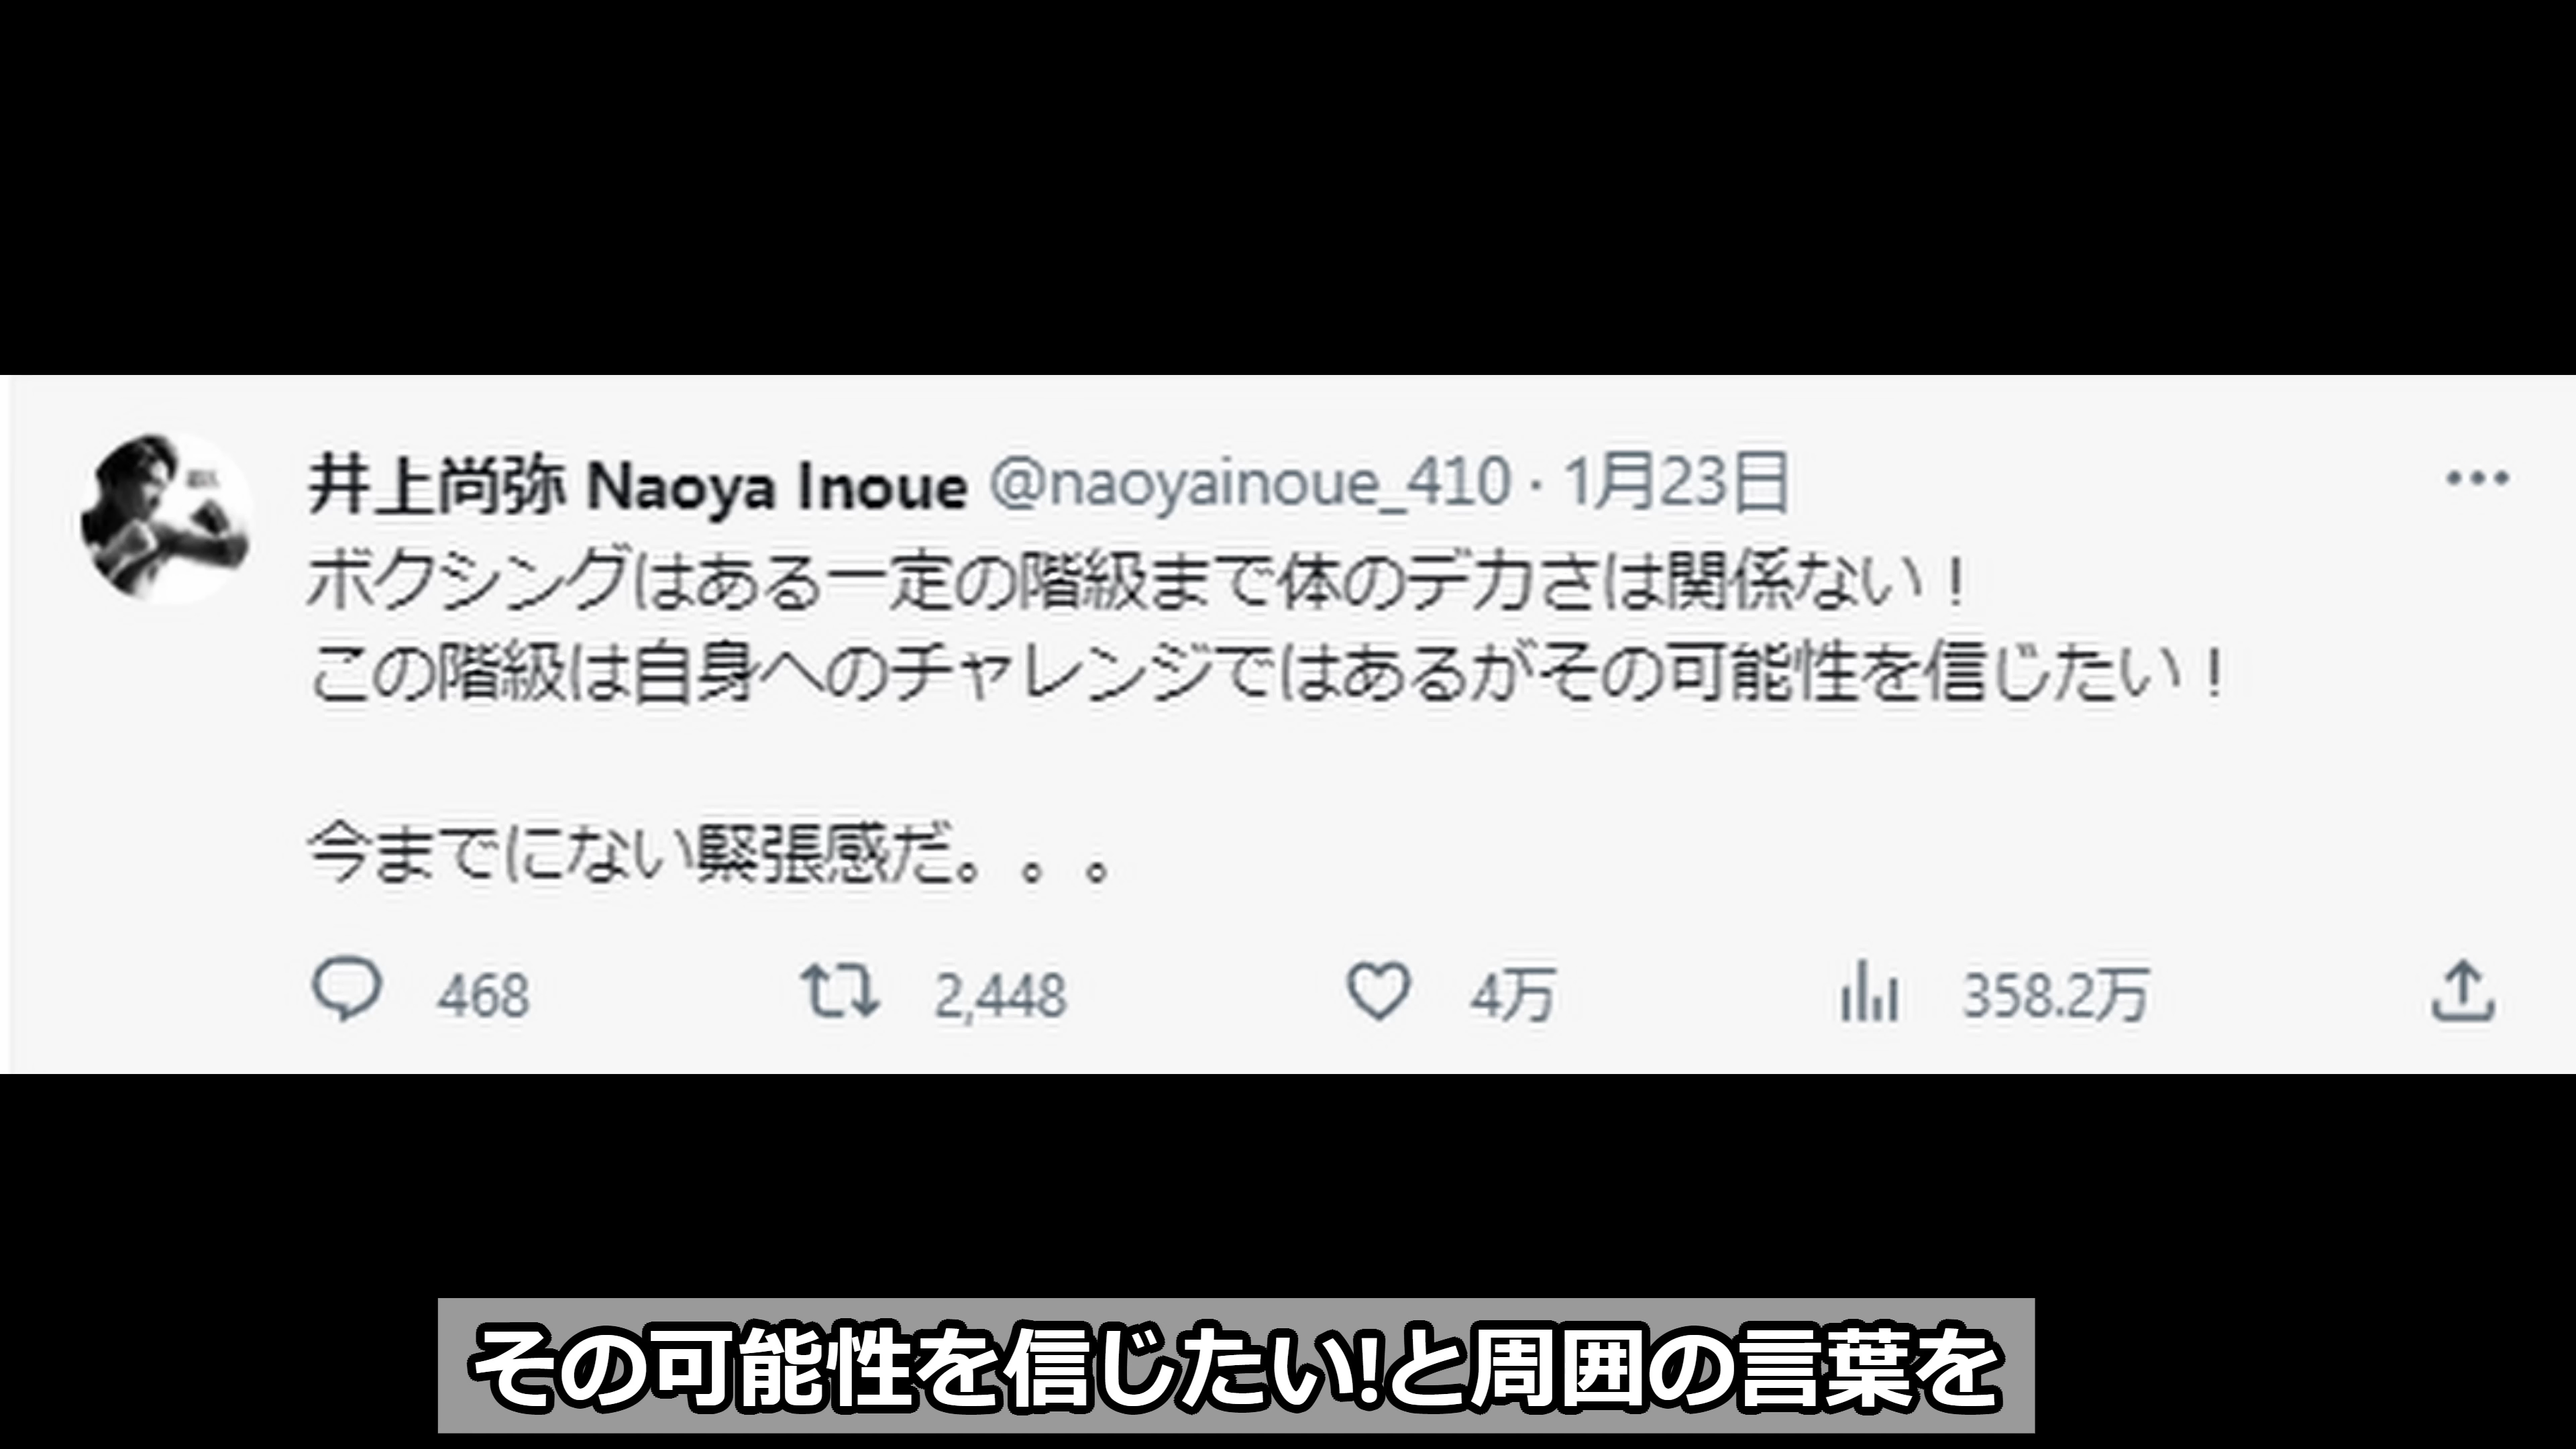 井上尚弥 Naoya Inoue @naoyainoue_410 · 1月23日
ボクシングはある一定の階級まで体のデカさは関係ない！
この階級は自身へのチャレンジではあるがその可能性を信じたい！
今までにない緊張感だ。。。
468 2,448 4万 358.2万
その可能性を信じたい!と周囲の言葉を